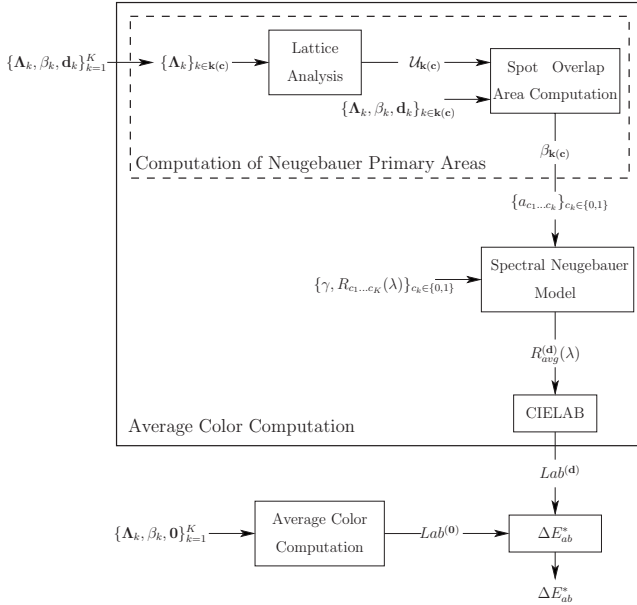 {Λ_k, β_k, d_k}_{k=1}^K
{Λ_k}_{k∈k(c)}
Lattice
Analysis
𝒰_{k(c)}
Spot Overlap
Area Computation
{Λ_k, β_k, d_k}_{k∈k(c)}
β_{k(c)}
Computation of Neugebauer Primary Areas
{a_{c_1...c_k}}_{c_k∈{0,1}}
Spectral Neugebauer
Model
{γ, R_{c_1...c_K}(λ)}_{c_k∈{0,1}}
R_{avg}^{(d)}(λ)
CIELAB
Average Color Computation
Lab^{(d)}
{Λ_k, β_k, 0}_{k=1}^K
Average Color
Computation
Lab^{(0)}
ΔE*_{ab}
ΔE*_{ab}